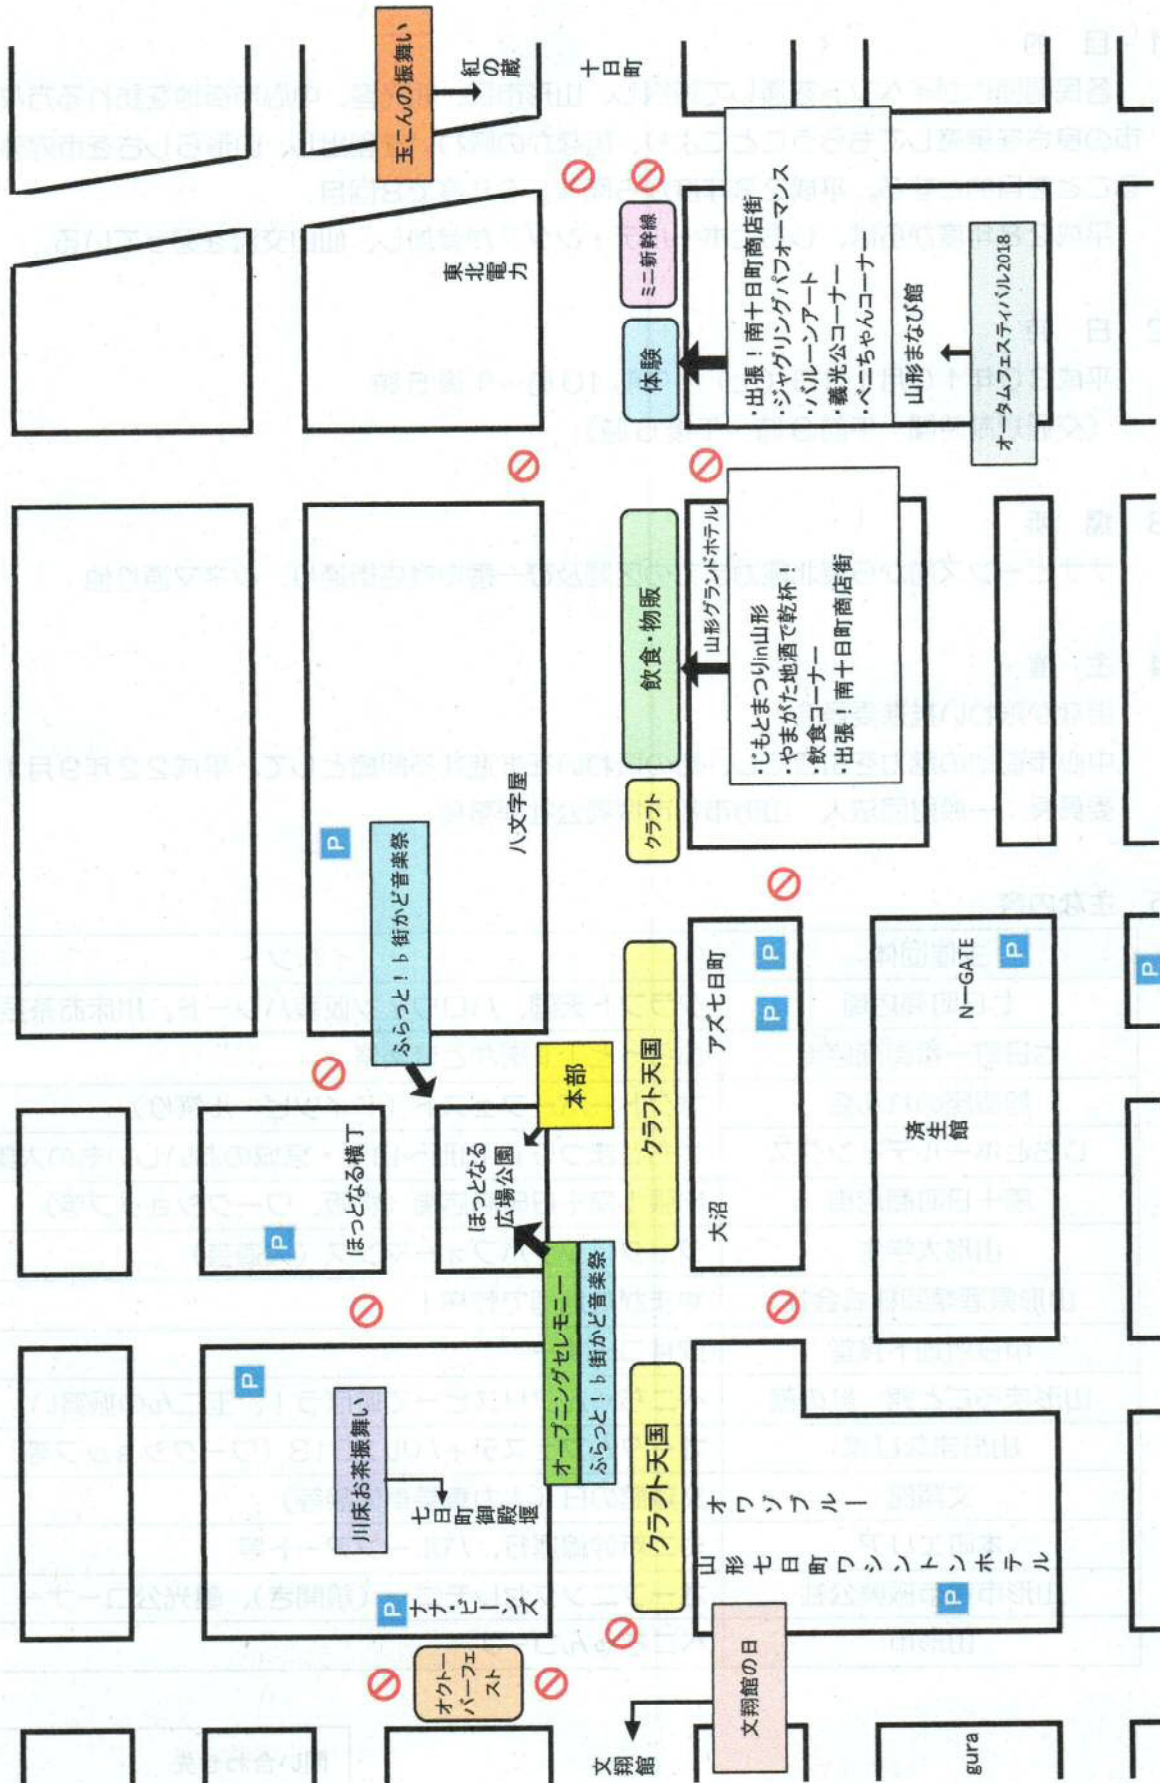 玉こんの振舞い
紅の蔵
十日町
東北電力
ミニ新幹線
体験
・出張！南十日町商店街
・ジャグリングパフォーマンス
バルーンアート
・義光公コーナー
・べにちゃんコーナー
山形まなび館
オータムフェスティバル2018
飲食・物販
山形グランドホテル
・じもとまつりin山形
・やまがた地酒で乾杯
・飲食コーナー
出張！南十日町商店街
クラフト
八文字屋
P
ふらっと！♭街かど音楽祭
本部
ほっとなる
広場公園
ほっとなる横丁
P
クラフト天国
アズ七日町
P
P
大沼
N－GATE
P
P
済生館
オープニングセレモニー
ふらっと！♭街かど音楽祭
P
川床お茶振舞い
七日町御殿堰
クラフト天国
オワゾブルー
山形七日町ワシントンホテル
P
P
ナナ・ビーンズ
オクトー
バーフェ
スト
文翔館の日
文翔館
gura